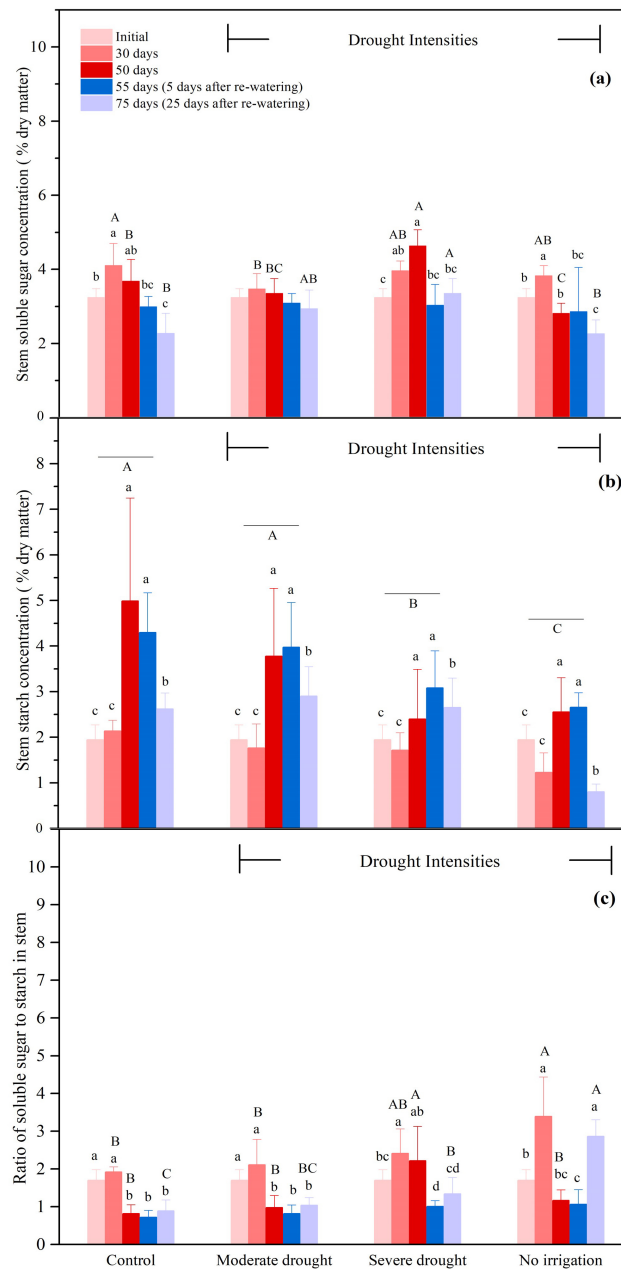 10
8
6
4
2
0
Stem soluble sugar concentration ( % dry matter)
Initial
30 days
50 days
55 days (5 days after re-watering)
75 days (25 days after re-watering)
Drought Intensities
(a)
b
A
a
B
ab
bc
B
c
B
BC
AB
c
AB
ab
A
a
bc
A
bc
b
AB
a
C
b
bc
B
c
8
7
6
5
4
3
2
1
0
Stem starch concentration ( % dry matter)
Drought Intensities
(b)
A
c
c
a
a
b
A
c
c
a
a
b
B
c
c
a
a
b
C
c
c
a
a
b
10
9
8
7
6
5
4
3
2
1
0
Ratio of soluble sugar to starch in stem
Drought Intensities
(c)
a
B
a
B
b
b
C
b
a
B
a
B
b
b
BC
b
bc
AB
a
A
ab
d
B
cd
b
A
a
B
bc
c
A
a
Control
Moderate drought
Severe drought
No irrigation